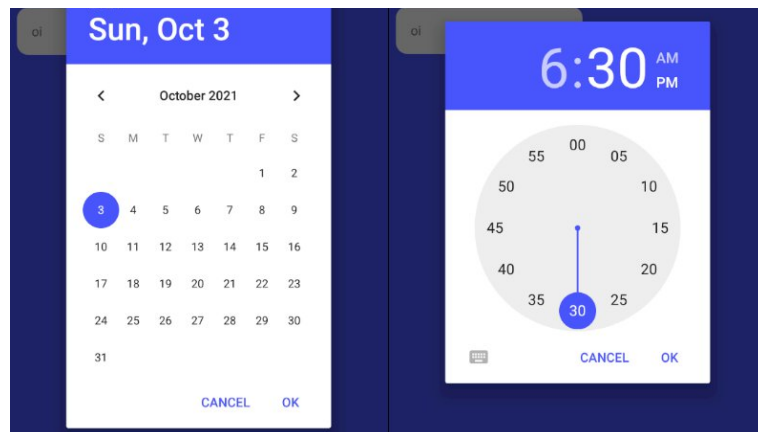 oi
Sun, Oct 3
October 2021
S M T W T F S
1 2
3 4 5 6 7 8 9
10 11 12 13 14 15 16
17 18 19 20 21 22 23
24 25 26 27 28 29 30
31
CANCEL OK
oi
6:30 AM
PM
00
55 05
50 10
45 15
40 20
35 25
30
CANCEL OK